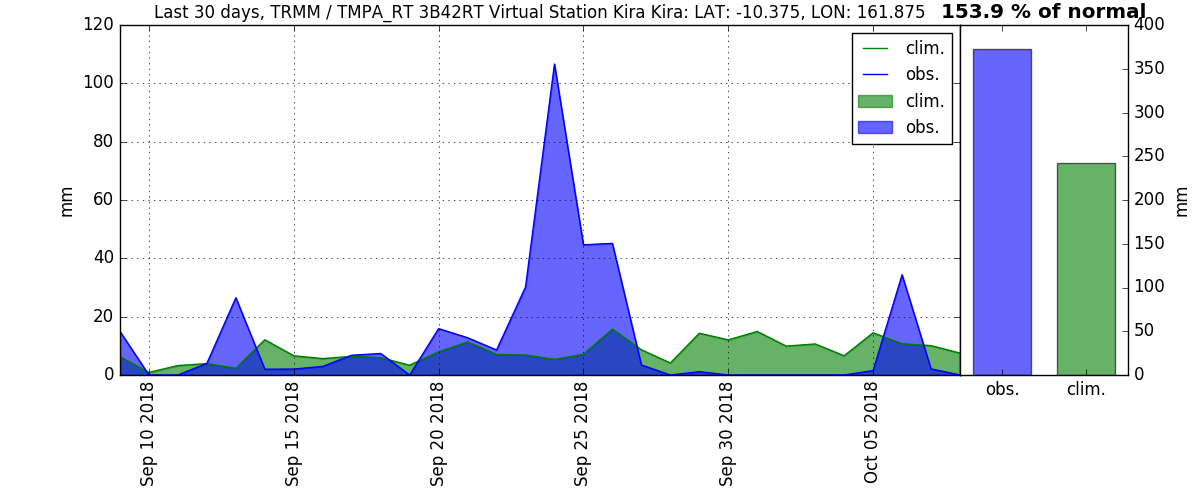 Last 30 days, TRMM / TMPA_RT 3B42RT Virtual Station Kira Kira: LAT: -10.375, LON: 161.875 153.9 % of normal
120
100
80
60
40
20
0
mm
Sep 10 2018
Sep 15 2018
Sep 20 2018
Sep 25 2018
Sep 30 2018
Oct 05 2018
clim.
obs.
clim.
obs.
400
350
300
250
200
150
100
50
0
mm
obs. clim.